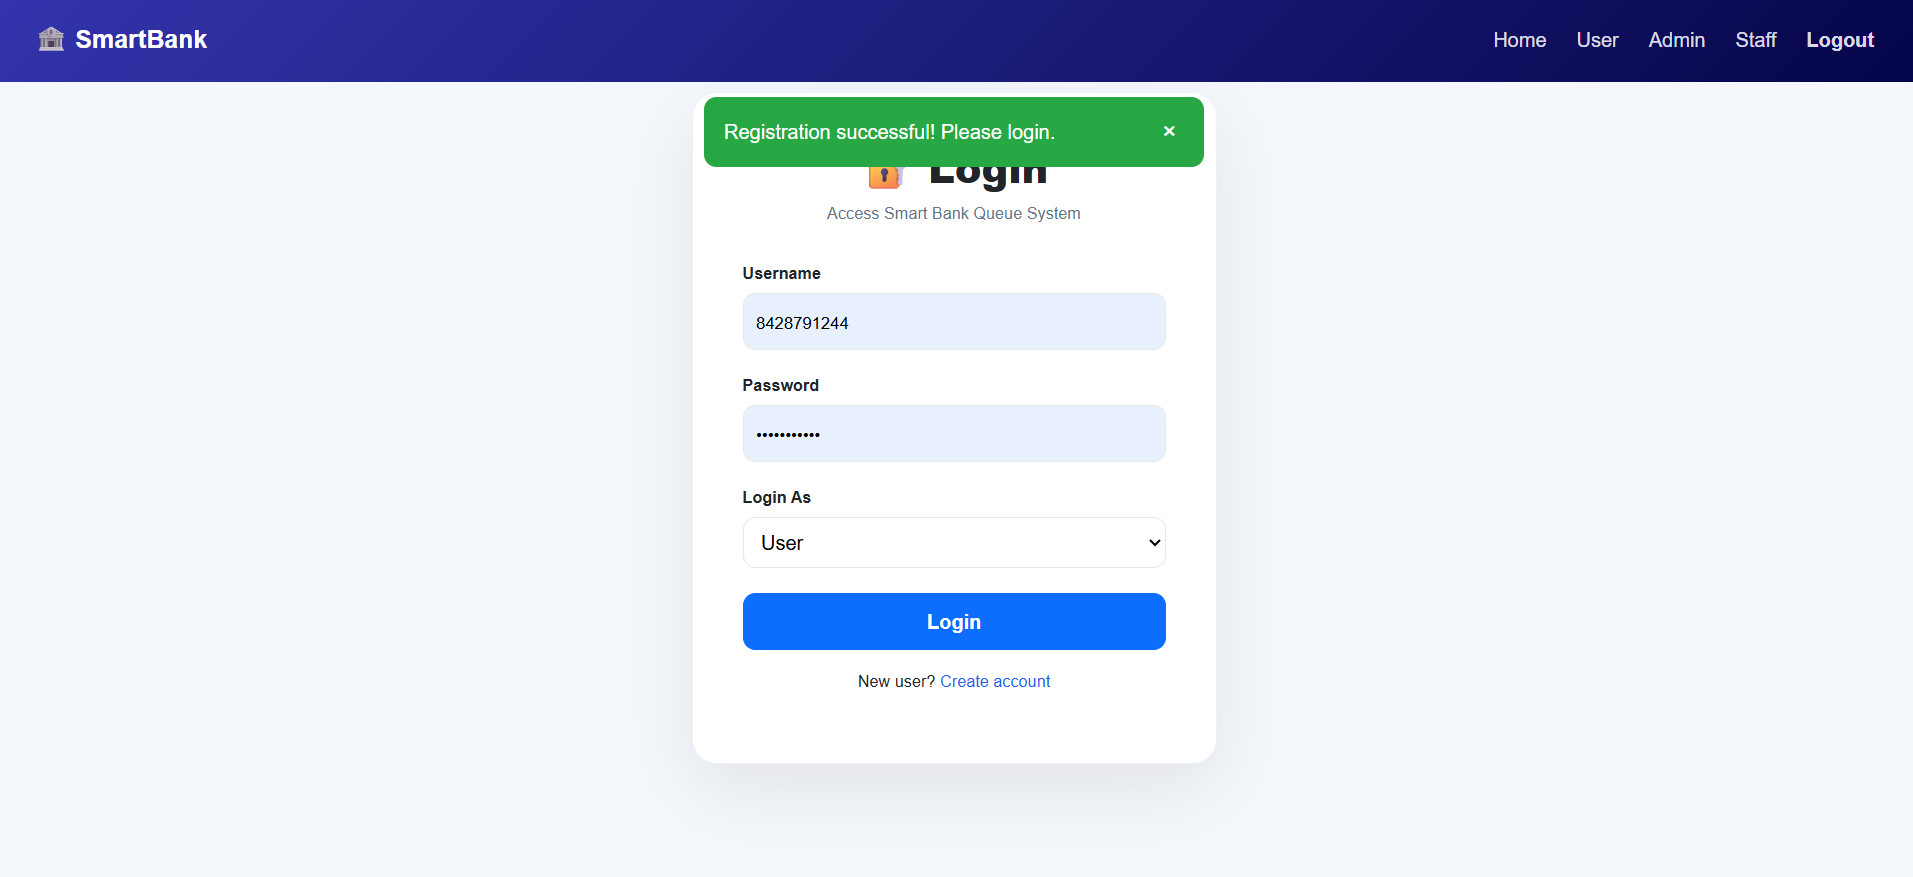 SmartBank
Home User Admin Staff Logout
Registration successful! Please login. ×
Login
Access Smart Bank Queue System
Username
8428791244
Password
•••••••••••
Login As
User
Login
New user? Create account